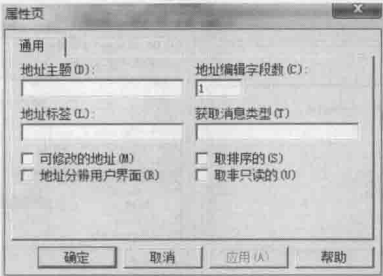 属性页
通用
地址主题(D):
地址编辑字段数(C):
1
地址标签(L):
获取消息类型(T)
可修改的地址(M)
取排序的(S)
地址分辨用户界面(R)
取非只读的(U)
确定
取消
应用(A)
帮助